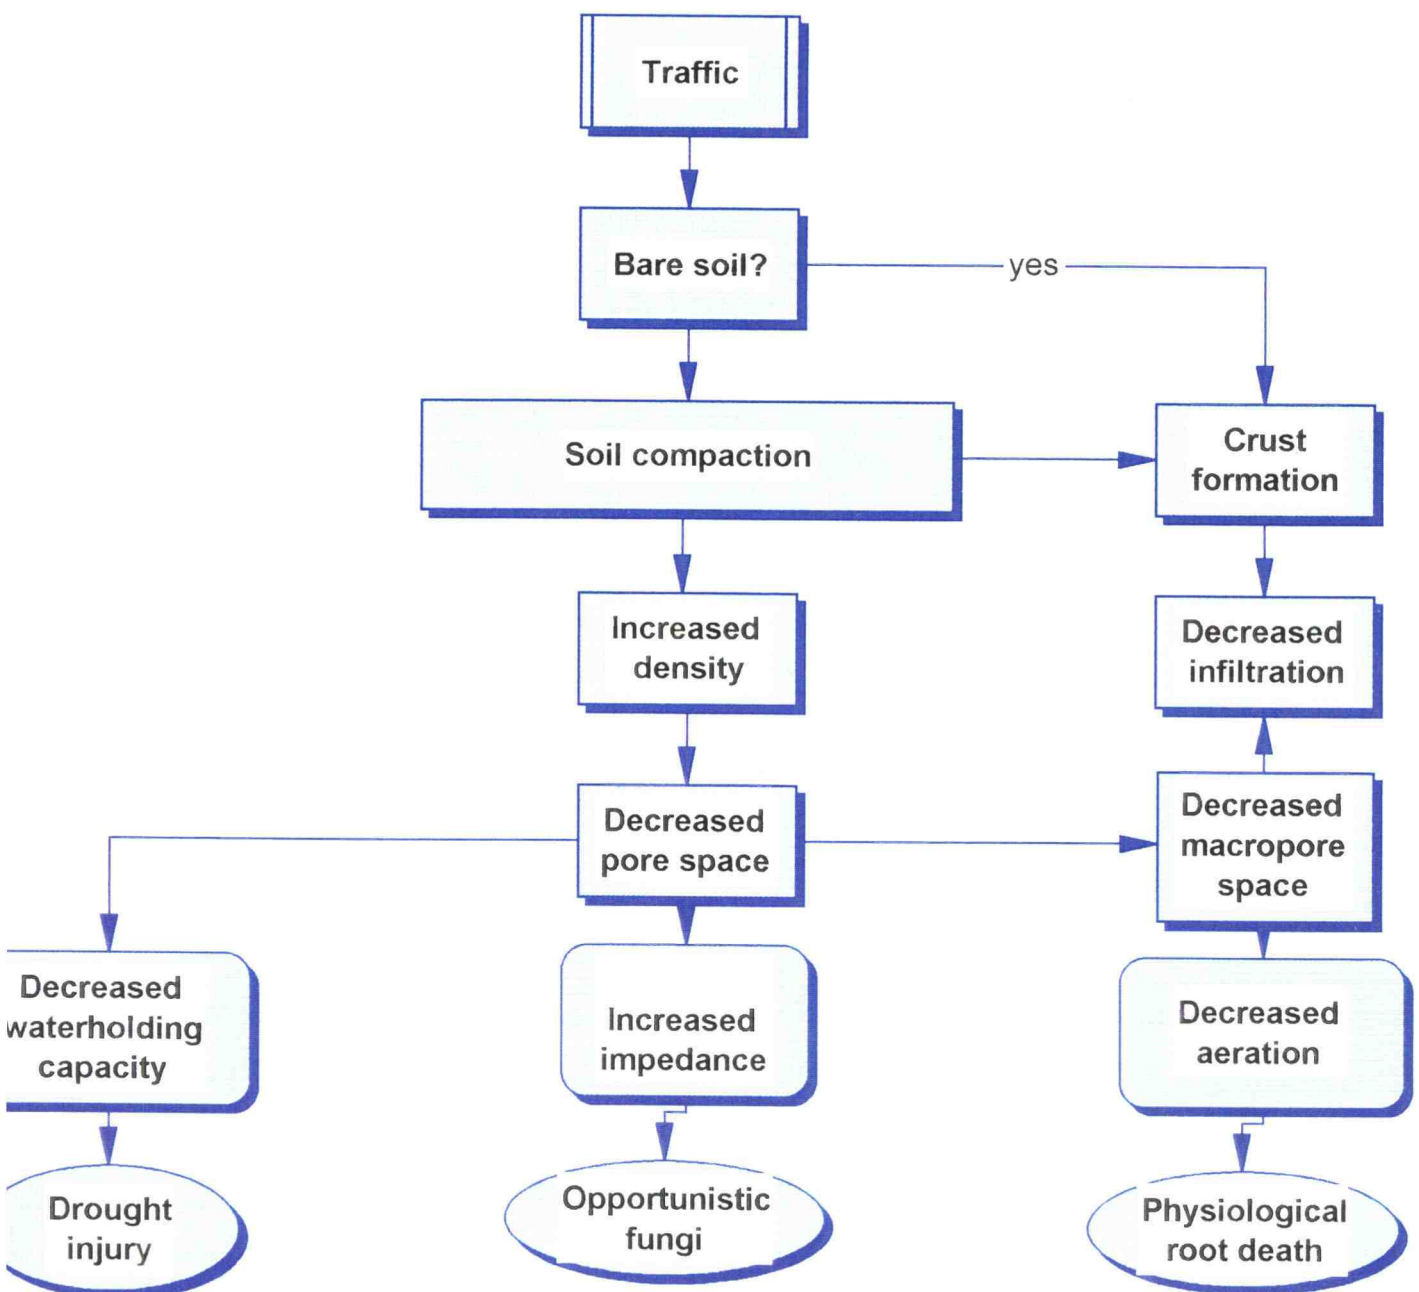 Traffic
Bare soil?
yes
Soil compaction
Crust
formation
Increased
density
Decreased
infiltration
Decreased
pore space
Decreased
macropore
space
Decreased
waterholding
capacity
Increased
impedance
Decreased
aeration
Drought
injury
Opportunistic
fungi
Physiological
root death